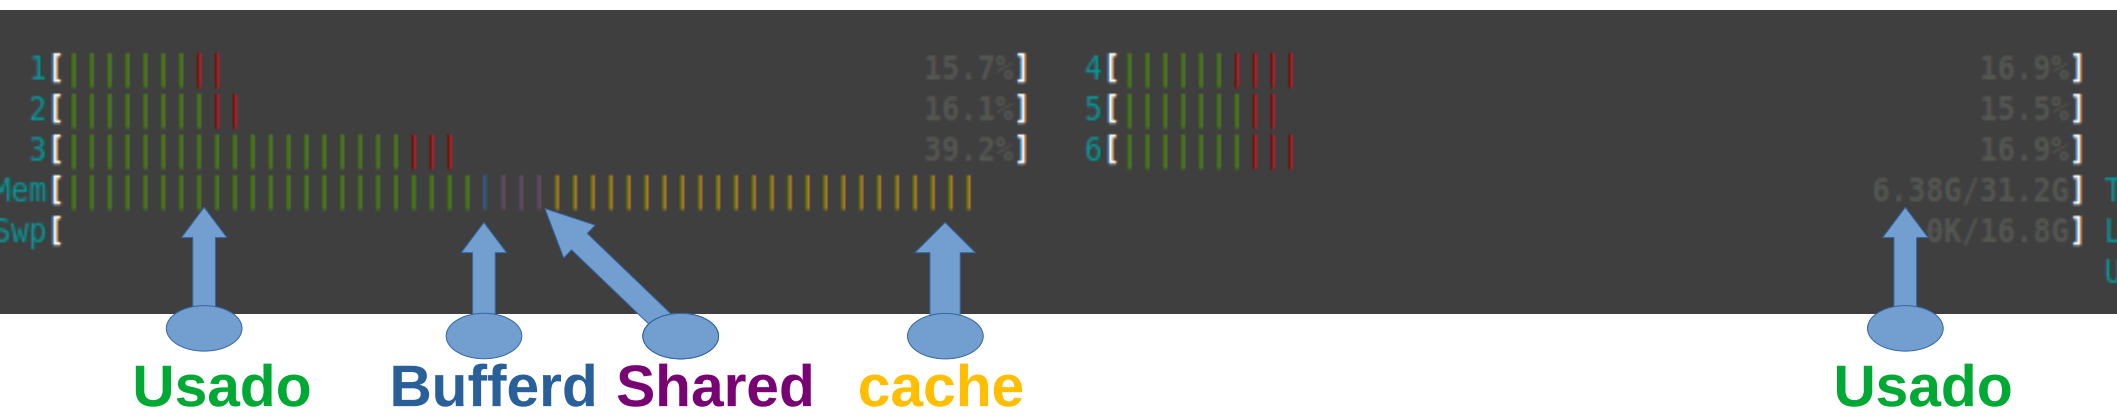 1[||||||||| 15.7%] 4[|||||||||| 16.9%]
2[|||||||||| 16.1%] 5[||||||||| 15.5%]
3[|||||||||||||||||||||| 39.2%] 6[|||||||||| 16.9%]
Mem[||||||||||||||||||||||||||||||||||||||||||||||||||| 6.38G/31.2G] T
Swp[ 0K/16.8G] L
U
Usado Bufferd Shared cache Usado